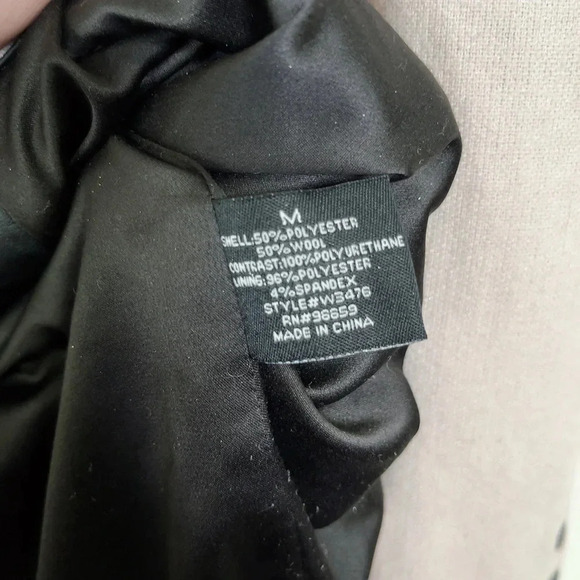 M
SHELL:50%POLYESTER
50%WOOL
CONTRAST:100%POLYURETHANE
LINING:96%POLYESTER
4%SPANDEX
STYLE#W3476
RN#96659
MADE IN CHINA